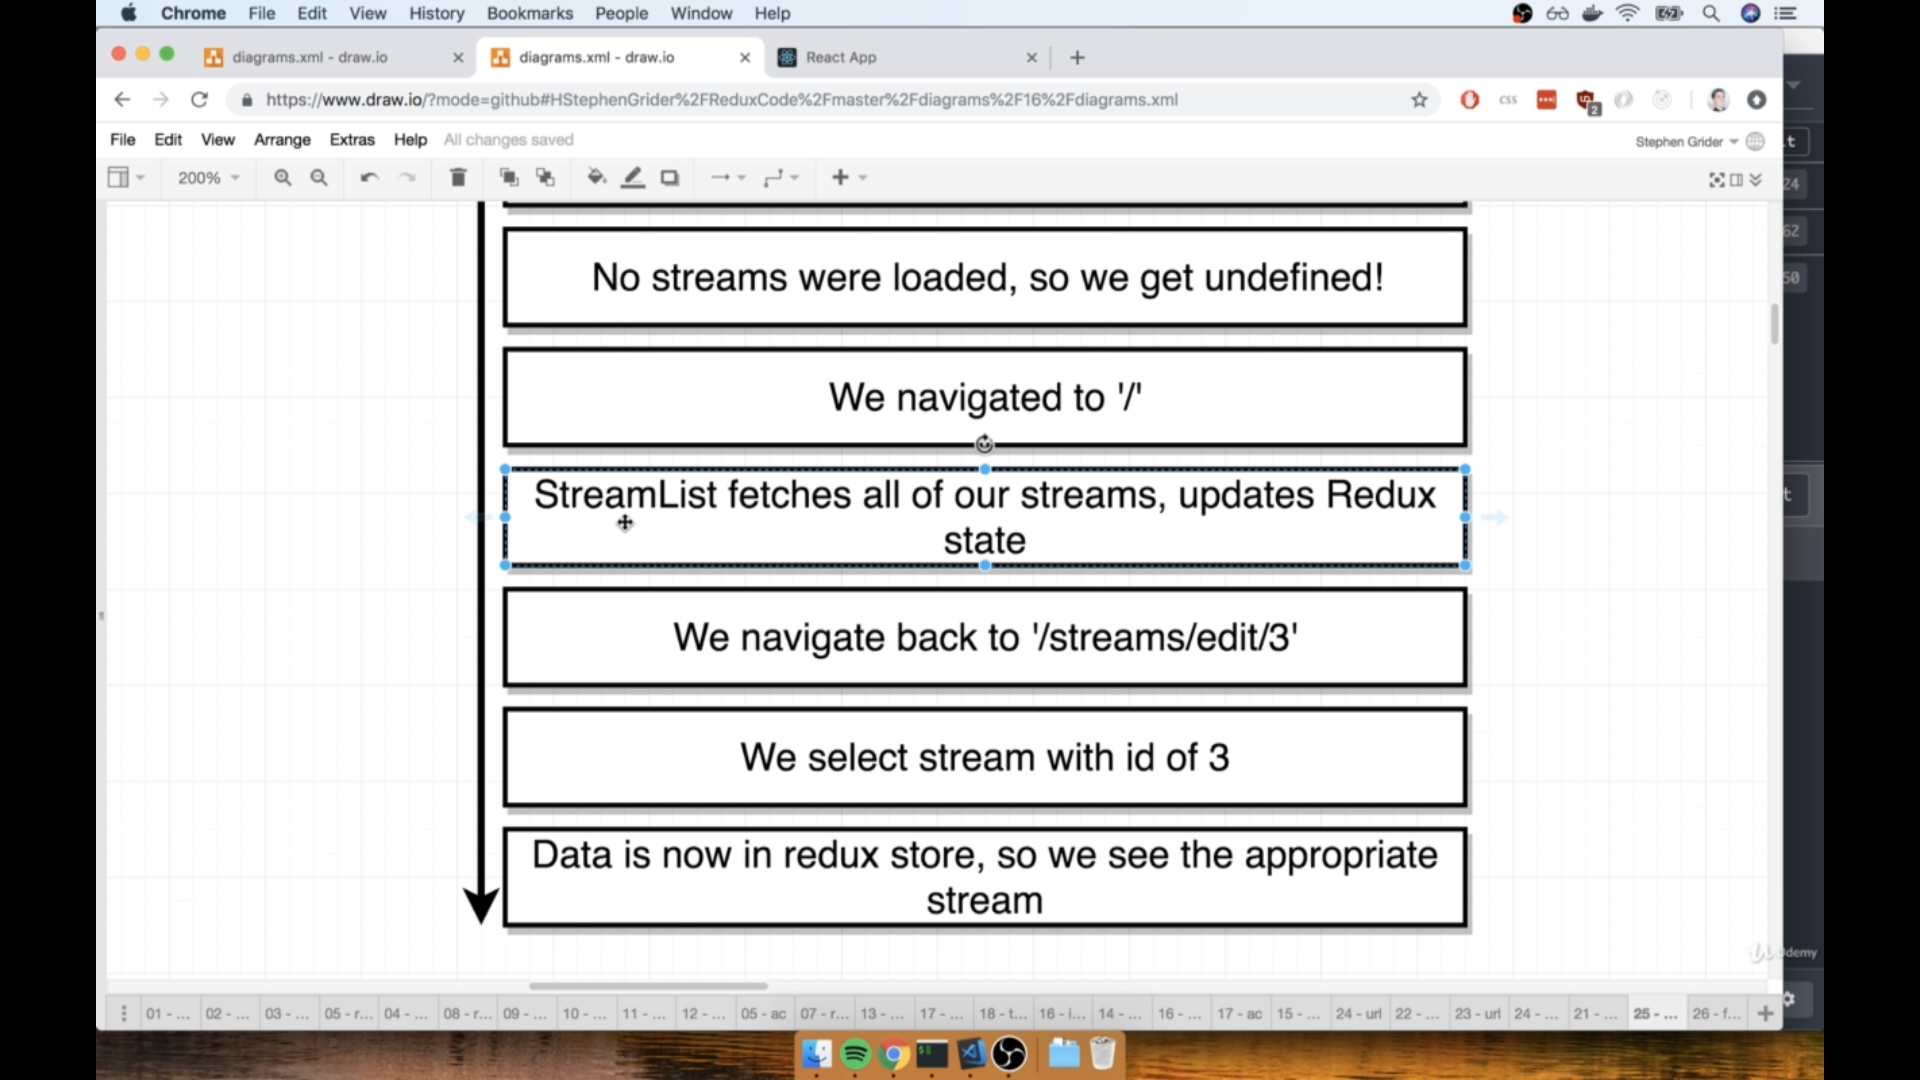 Chrome File Edit View History Bookmarks People Window Help
diagrams.xml - draw.io diagrams.xml - draw.io React App
https://www.draw.io/?mode=github#HStephenGrider%2FReduxCode%2Fmaster%2Fdiagrams%2F16%2Fdiagrams.xml css 2
File Edit View Arrange Extras Help All changes saved Stephen Grider
200%
24
62
50
t
No streams were loaded, so we get undefined!
We navigated to '/'
StreamList fetches all of our streams, updates Redux
state
We navigate back to '/streams/edit/3'
We select stream with id of 3
Data is now in redux store, so we see the appropriate
stream
Udemy
01 - ... 02 - ... 03 - ... 05 - r... 04 - ... 08 - r... 09 - ... 10 - ... 11 - ... 12 - ... 05 - ac 07 - r... 13 - ... 17 - ... 18 - t... 16 - i... 14 - ... 16 - ... 17 - ac 15 - ... 24 - url 22 - ... 23 - url 24 - ... 21 - ... 25 - ... 26 - f...